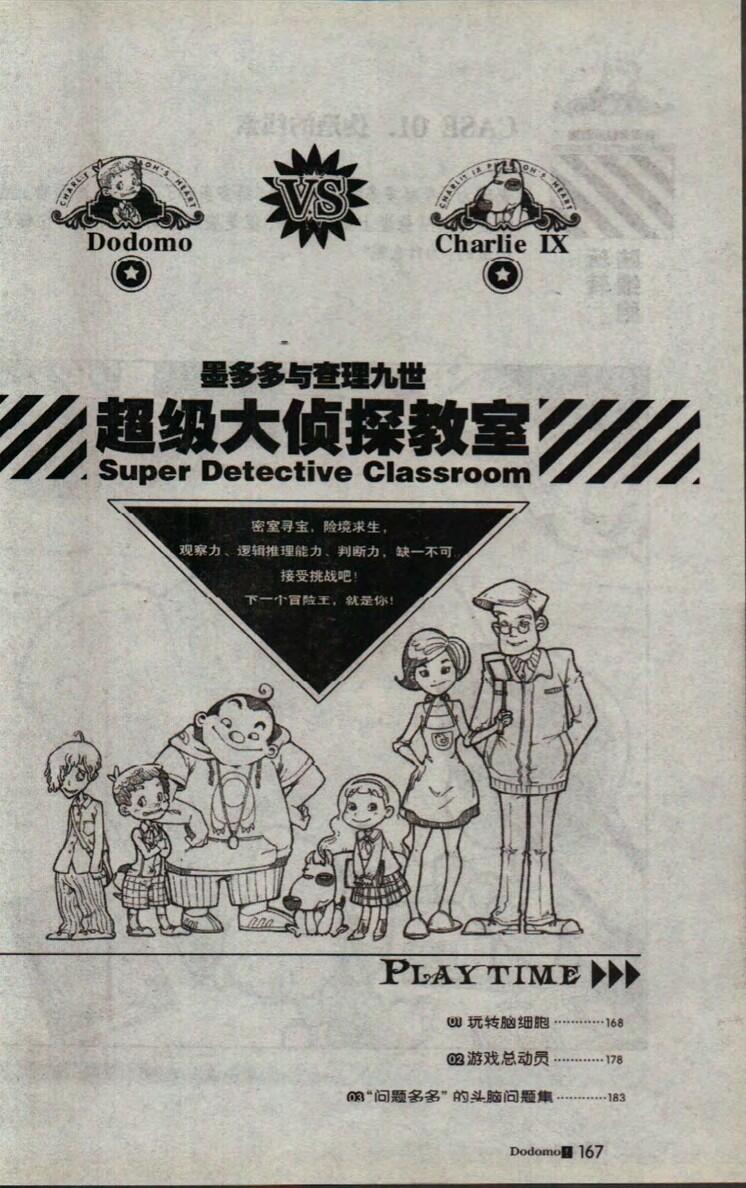 Dodomo
VS
Charlie IX
墨多多与查理九世
超级大侦探教室
Super Detective Classroom
密室寻宝，险境求生，
观察力、逻辑推理能力、判断力，缺一不可。
接受挑战吧！
下一个冒险王，就是你！
PLAYTIME
01 玩转脑细胞 ············168
02 游戏总动员 ············178
03 “问题多多”的头脑问题集 ············183
Dodomo! 167